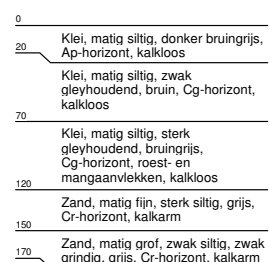 0
Klei, matig siltig, donker bruingrijs,
20
Ap-horizont, kalkloos
Klei, matig siltig, zwak
gleyhoudend, bruin, Cg-horizont,
kalkloos
70
Klei, matig siltig, sterk
gleyhoudend, bruingrijs,
Cg-horizont, roest- en
mangaanvlekken, kalkloos
120
Zand, matig fijn, sterk siltig, grijs,
Cr-horizont, kalkarm
150
Zand, matig grof, zwak siltig, zwak
170
grindig, grijs, Cr-horizont, kalkarm